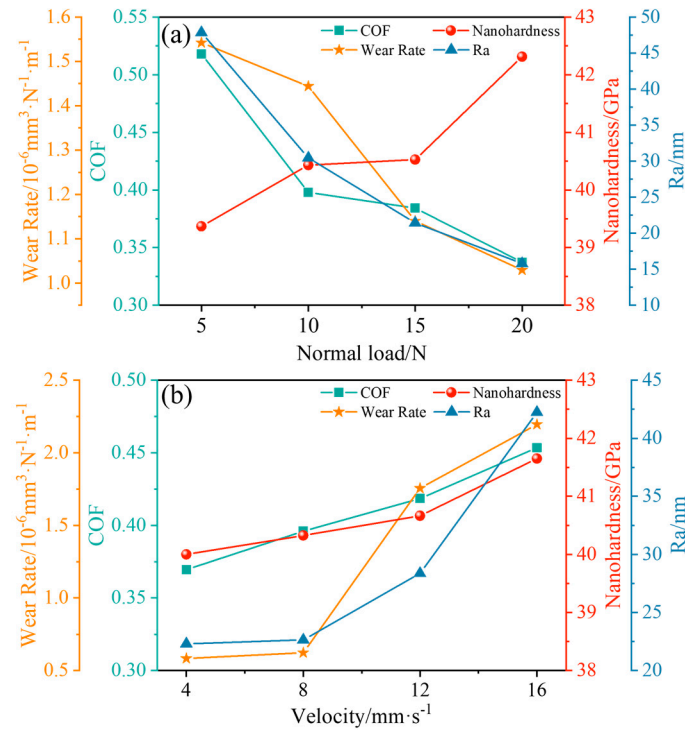 (a)
COF
Nanohardness
Wear Rate
Ra
Wear Rate/10⁻⁶mm³·N⁻¹·m⁻¹
1.6
1.5
1.4
1.3
1.2
1.1
1.0
COF
0.55
0.50
0.45
0.40
0.35
0.30
Nanohardness/GPa
43
42
41
40
39
38
Ra/nm
50
45
40
35
30
25
20
15
10
5 10 15 20
Normal load/N
(b)
COF
Nanohardness
Wear Rate
Ra
Wear Rate/10⁻⁶mm³·N⁻¹·m⁻¹
2.5
2.0
1.5
1.0
0.5
COF
0.50
0.45
0.40
0.35
0.30
Nanohardness/GPa
43
42
41
40
39
38
Ra/nm
45
40
35
30
25
20
4 8 12 16
Velocity/mm·s⁻¹